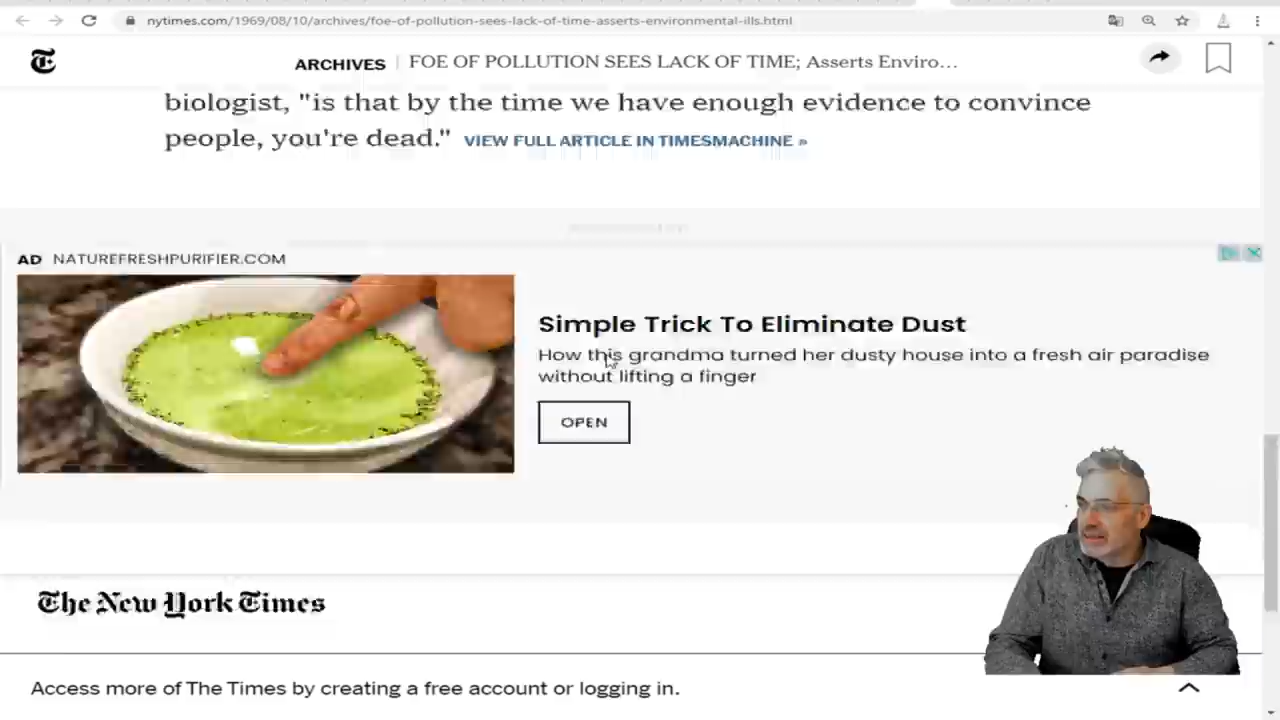 nytimes.com/1969/08/10/archives/foe-of-pollution-sees-lack-of-time-asserts-environmental-ills.html
T
ARCHIVES | FOE OF POLLUTION SEES LACK OF TIME; Asserts Enviro...
biologist, "is that by the time we have enough evidence to convince
people, you're dead." VIEW FULL ARTICLE IN TIMESMACHINE »
AD NATUREFRESHPURIFIER.COM
Simple Trick To Eliminate Dust
How this grandma turned her dusty house into a fresh air paradise
without lifting a finger
OPEN
The New York Times
Access more of The Times by creating a free account or logging in.